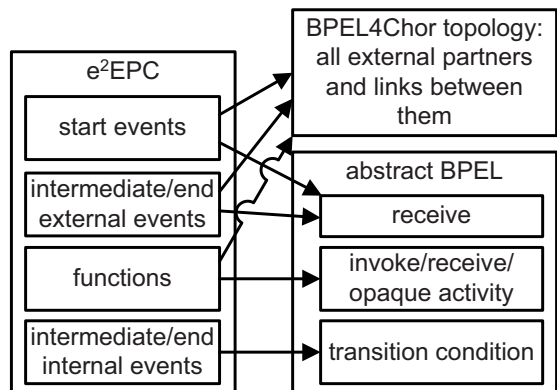 e²EPC
start events
intermediate/end
external events
functions
intermediate/end
internal events
BPEL4Chor topology:
all external partners
and links between
them
abstract BPEL
receive
invoke/receive/
opaque activity
transition condition